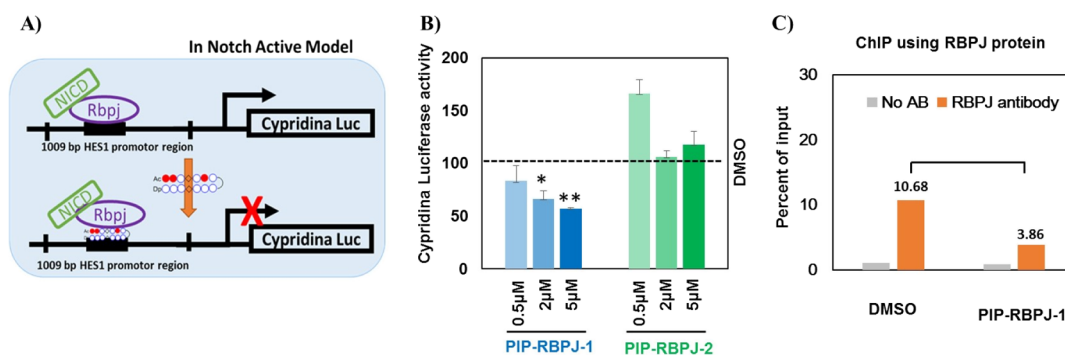 A)
In Notch Active Model
NICD
Rbpj
Cypridina Luc
1009 bp HES1 promotor region
Ac
Dp
NICD
Rbpj
X
Cypridina Luc
1009 bp HES1 promotor region
B)
Cypridina Luciferase activity
200
150
100
50
0
*
**
DMSO
0.5µM
2µM
5µM
0.5µM
2µM
5µM
PIP-RBPJ-1
PIP-RBPJ-2
C)
ChIP using RBPJ protein
No AB
RBPJ antibody
Percent of input
30
20
10
0
10.68
3.86
DMSO
PIP-RBPJ-1